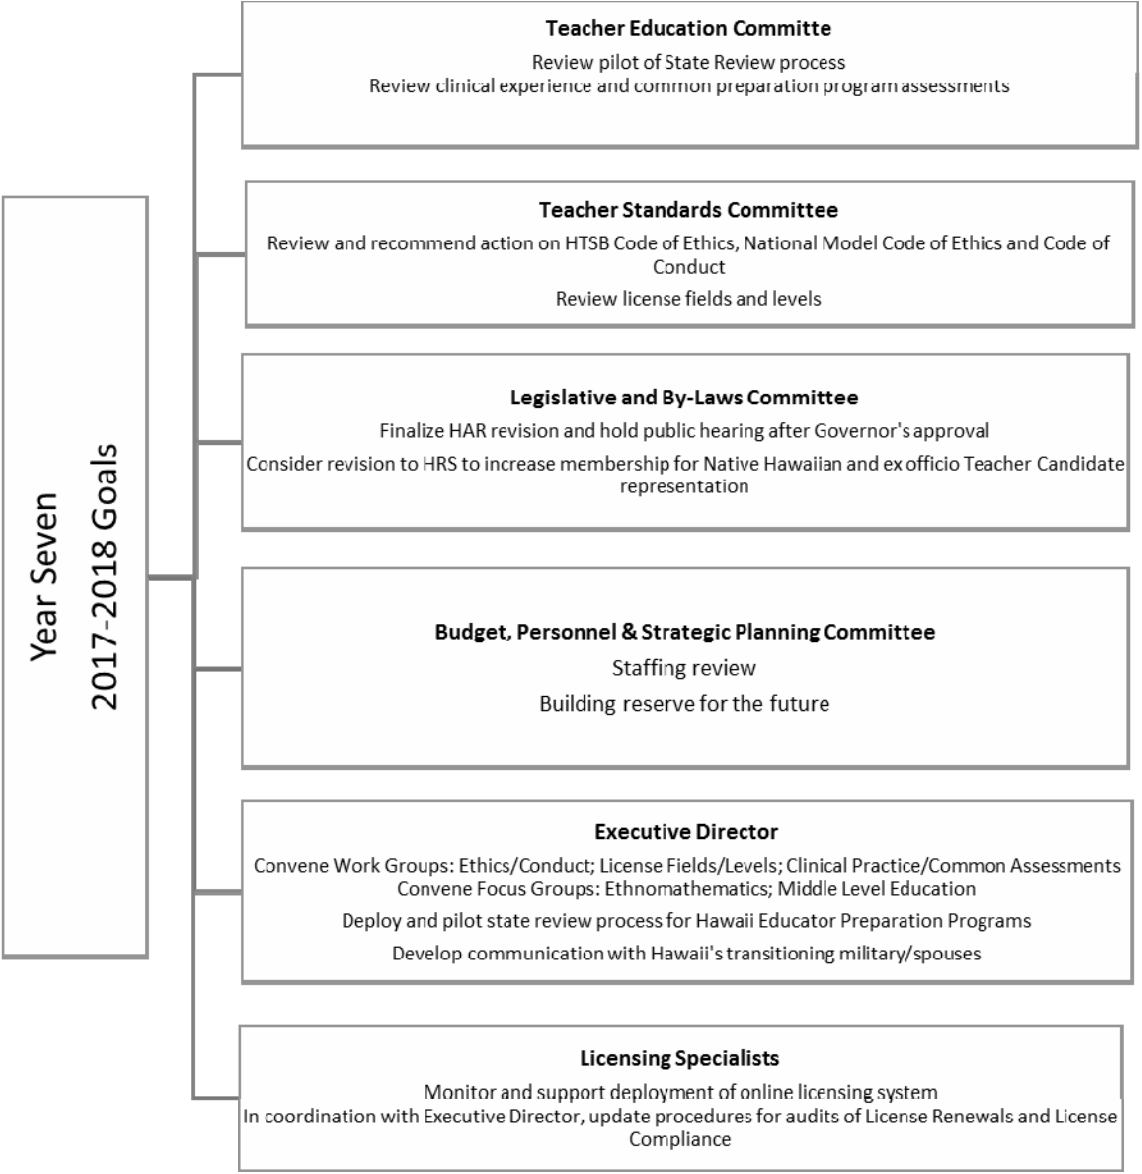 Year Seven
2017-2018 Goals
Teacher Education Committe
Review pilot of State Review process
Review clinical experience and common preparation program assessments
Teacher Standards Committee
Review and recommend action on HTSB Code of Ethics, National Model Code of Ethics and Code of
Conduct
Review license fields and levels
Legislative and By-Laws Committee
Finalize HAR revision and hold public hearing after Governor's approval
Consider revision to HRS to increase membership for Native Hawaiian and ex officio Teacher Candidate
representation
Budget, Personnel & Strategic Planning Committee
Staffing review
Building reserve for the future
Executive Director
Convene Work Groups: Ethics/Conduct; License Fields/Levels; Clinical Practice/Common Assessments
Convene Focus Groups: Ethnomathematics; Middle Level Education
Deploy and pilot state review process for Hawaii Educator Preparation Programs
Develop communication with Hawaii's transitioning military/spouses
Licensing Specialists
Monitor and support deployment of online licensing system
In coordination with Executive Director, update procedures for audits of License Renewals and License
Compliance